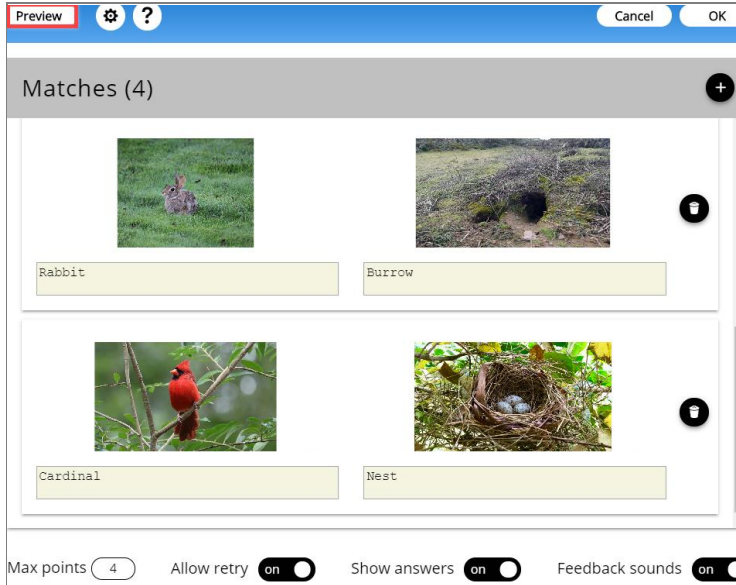 Preview ? Cancel OK
Matches (4) +
Rabbit Burrow
Cardinal Nest
Max points 4 Allow retry on Show answers on Feedback sounds on